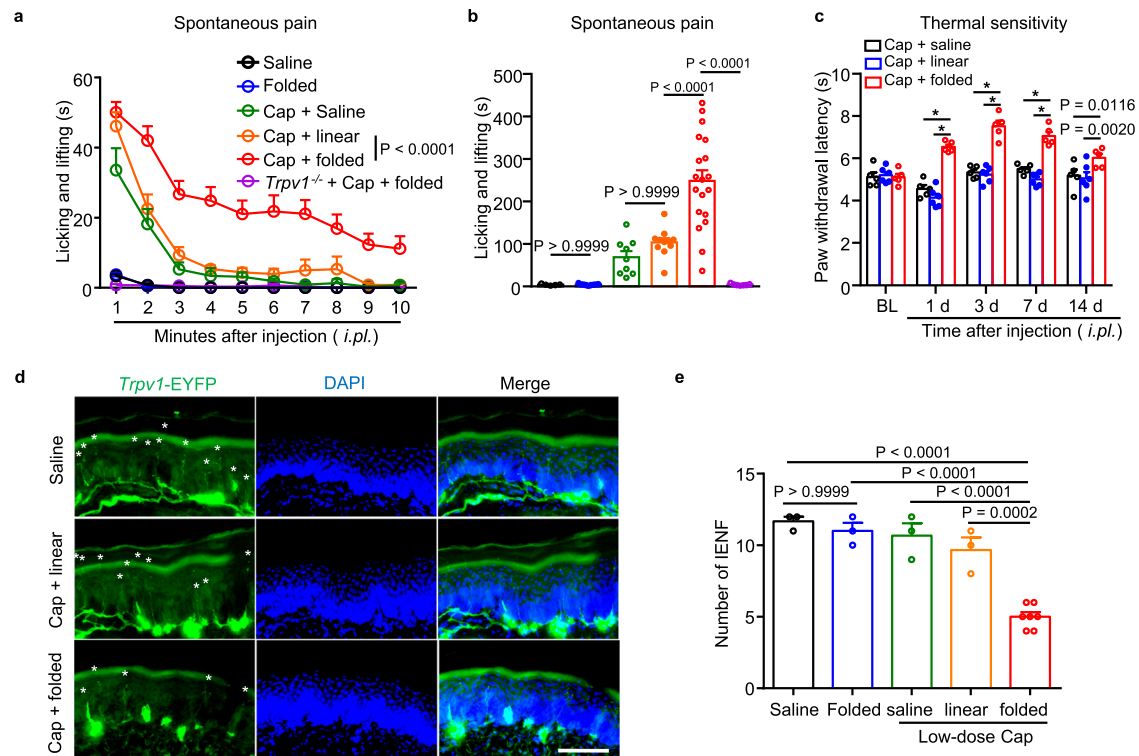 a
Spontaneous pain
Licking and lifting (s)
60
40
20
0
1 2 3 4 5 6 7 8 9 10
Minutes after injection ( i.pl.)
Saline
Folded
Cap + Saline
Cap + linear
Cap + folded
Trpv1-/- + Cap + folded
P < 0.0001
b
Spontaneous pain
Licking and lifting (s)
500
400
300
200
100
0
P > 0.9999
P > 0.9999
P < 0.0001
P < 0.0001
c
Thermal sensitivity
Cap + saline
Cap + linear
Cap + folded
Paw withdrawal latency (s)
10
8
6
4
2
0
* *
* *
* *
P = 0.0116
P = 0.0020
BL 1 d 3 d 7 d 14 d
Time after injection (i.pl.)
d
Trpv1-EYFP DAPI Merge
Saline
Cap + linear
Cap + folded
e
Number of IENF
15
10
5
0
P < 0.0001
P < 0.0001
P > 0.9999
P < 0.0001
P = 0.0002
Saline Folded saline linear folded
Low-dose Cap